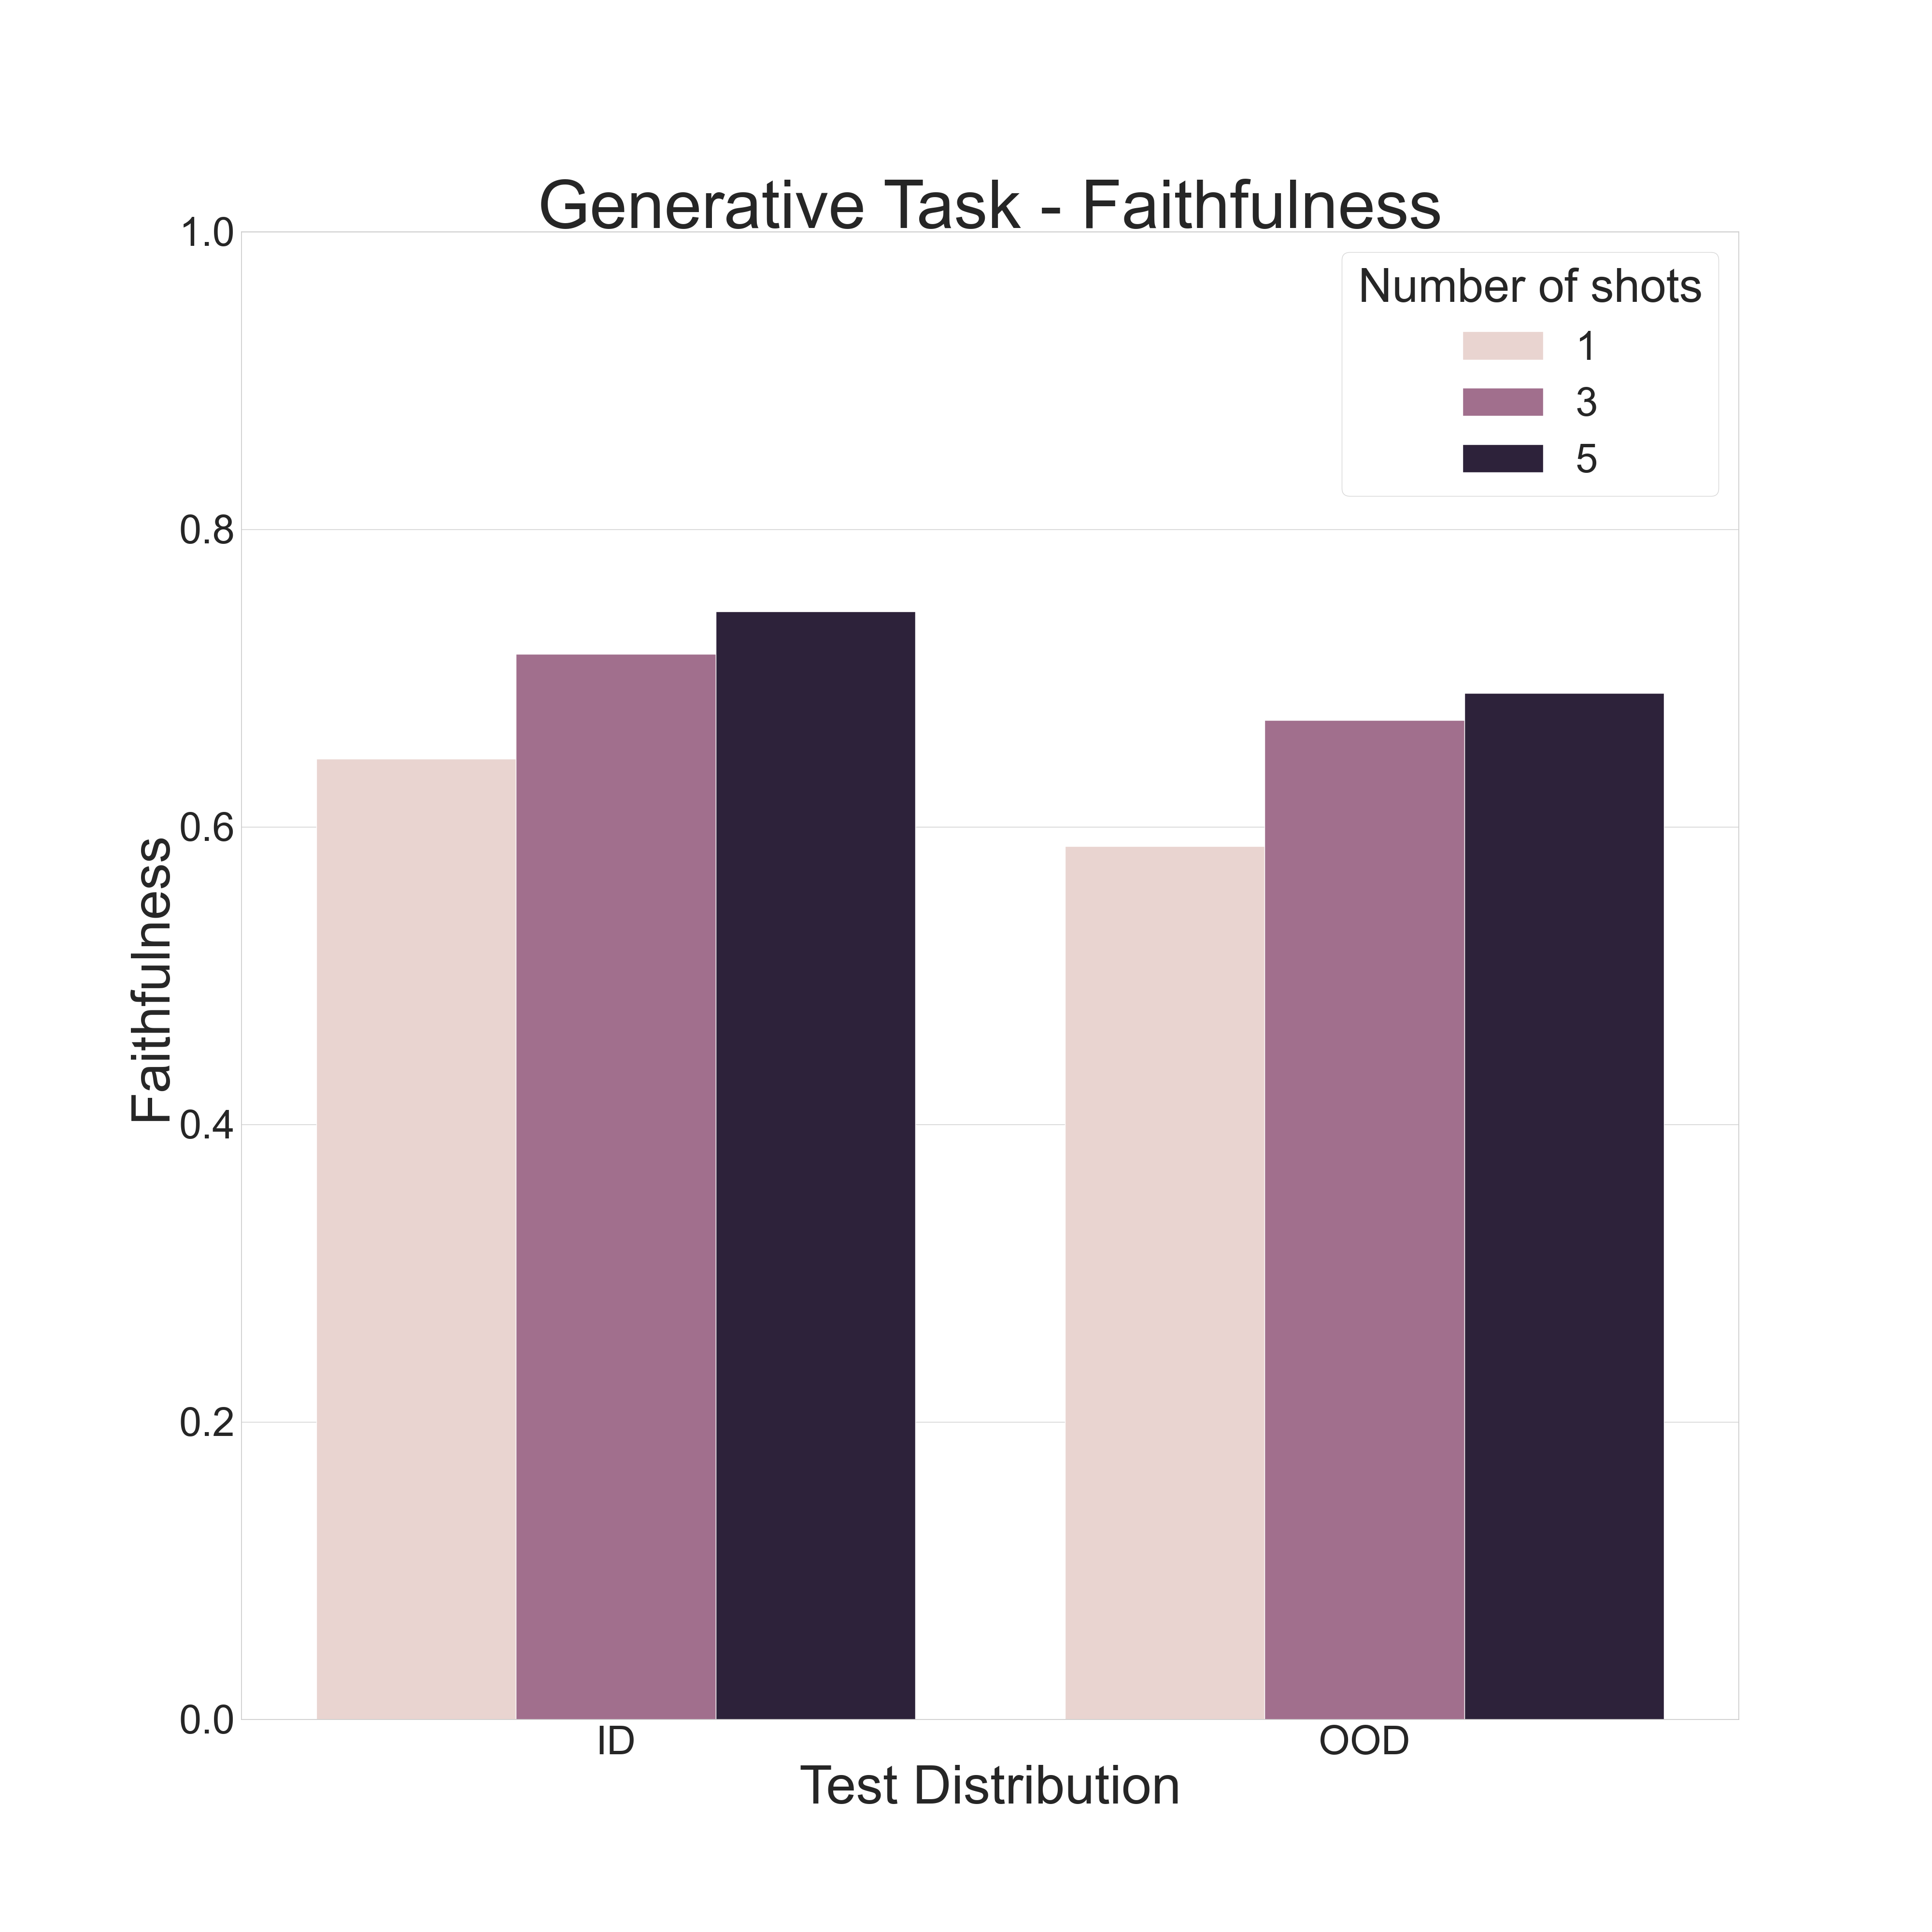 Generative Task - Faithfulness
Number of shots
1
3
5
1.0
0.8
0.6
0.4
0.2
0.0
Faithfulness
ID
OOD
Test Distribution